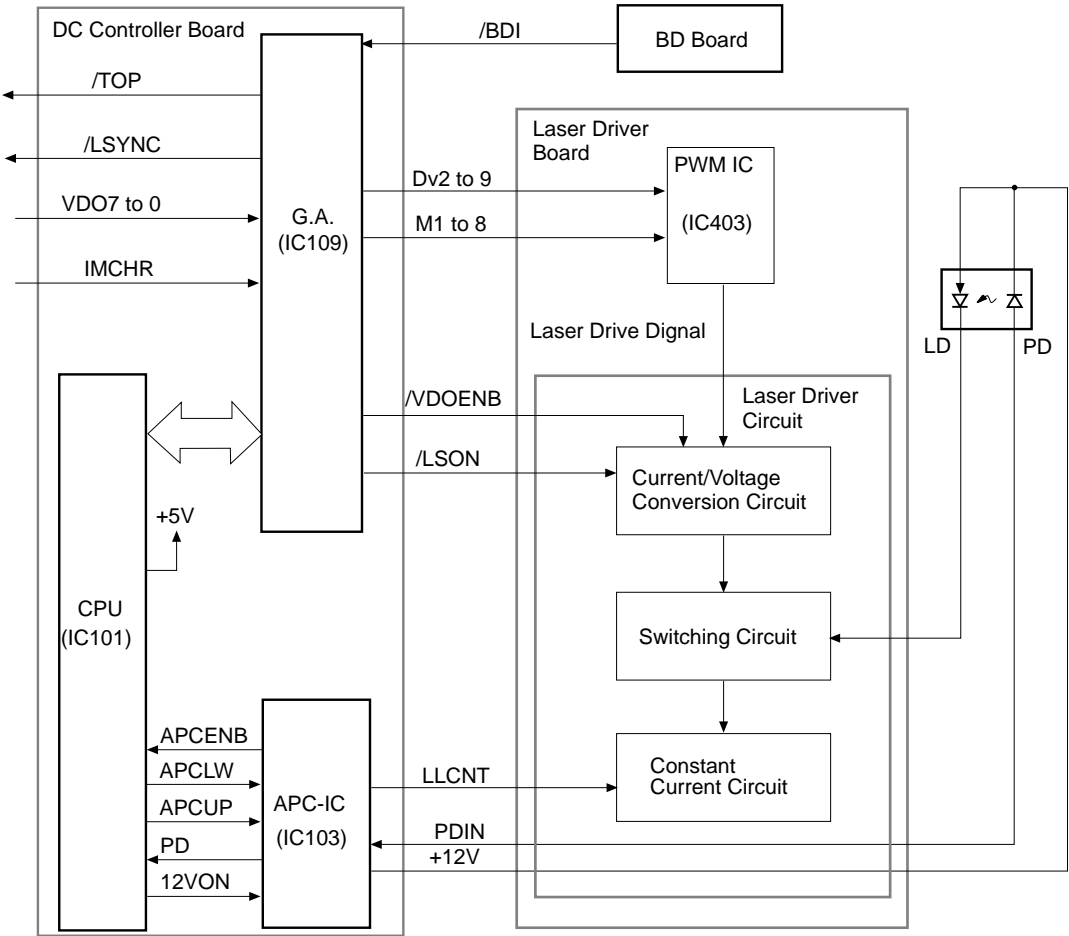 DC Controller Board
/BDI
BD Board
/TOP
/LSYNC
VDO7 to 0
IMCHR
G.A.
(IC109)
Laser Driver
Board
PWM IC
(IC403)
Dv2 to 9
M1 to 8
Laser Drive Dignal
LD
PD
/VDOENB
/LSON
Laser Driver
Circuit
Current/Voltage
Conversion Circuit
+5V
CPU
(IC101)
Switching Circuit
APCENB
APCLW
APCUP
PD
12VON
APC-IC
(IC103)
LLCNT
PDIN
+12V
Constant
Current Circuit